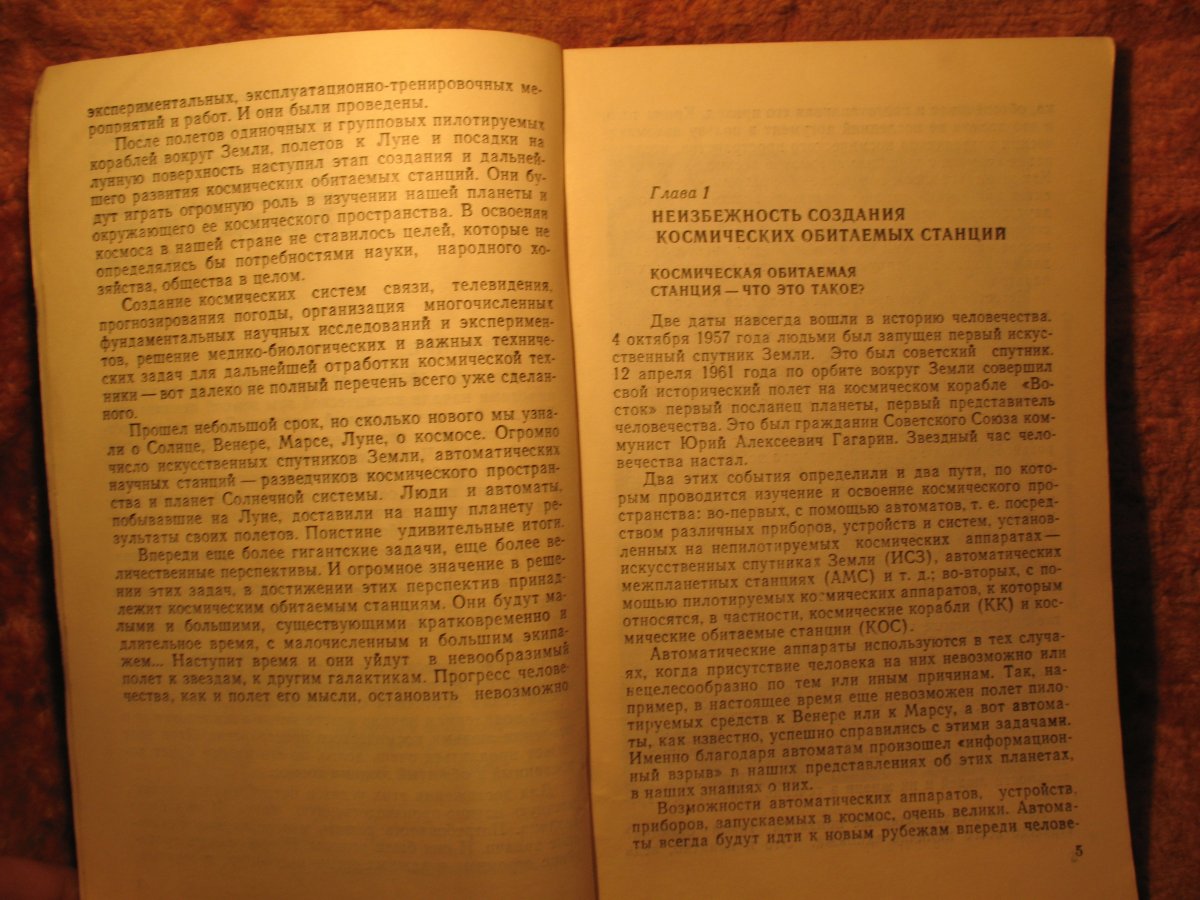 экспериментальных, эксплуатационно-тренировочных ме-
роприятий и работ. И они были проведены.
После полетов одиночных и групповых пилотируемых
кораблей вокруг Земли, полетов к Луне и посадки на
лунную поверхность наступил этап создания и дальней-
шего развития космических обитаемых станций. Они бу-
дут играть огромную роль в изучении нашей планеты и
окружающего ее космического пространства. В освоении
космоса в нашей стране не ставилось целей, которые не
определялись бы потребностями науки, народного хо-
зяйства, общества в целом.
Создание космических систем связи, телевидения,
прогнозирования погоды, организация многочисленных
фундаментальных научных исследований и эксперимен-
тов, решение медико-биологических и важных техниче-
ских задач для дальнейшей отработки космической тех-
ники — вот далеко не полный перечень всего уже сделан-
ного.
Прошел небольшой срок, но сколько нового мы узна-
ли о Солнце, Венере, Марсе, Луне, о космосе. Огромно
число искусственных спутников Земли, автоматических
научных станций — разведчиков космического простран-
ства и планет Солнечной системы. Люди и автоматы,
побывавшие на Луне, доставили на нашу планету ре-
зультаты своих полетов. Поистине удивительные итоги.
Впереди еще более гигантские задачи, еще более ве-
личественные перспективы. И огромное значение в реше-
нии этих задач, в достижении этих перспектив принад-
лежит космическим обитаемым станциям. Они будут ма-
лыми и большими, существующими кратковременно и
длительное время, с малочисленным и большим экипа-
жем... Наступит время и они уйдут в невообразимый
полет к звездам, к другим галактикам. Прогресс челове-
чества, как и полет его мысли, остановить невозможно
Глава 1
НЕИЗБЕЖНОСТЬ СОЗДАНИЯ
КОСМИЧЕСКИХ ОБИТАЕМЫХ СТАНЦИЙ
КОСМИЧЕСКАЯ ОБИТАЕМАЯ
СТАНЦИЯ — ЧТО ЭТО ТАКОЕ?
Две даты навсегда вошли в историю человечества.
4 октября 1957 года людьми был запущен первый искус-
ственный спутник Земли. Это был советский спутник.
12 апреля 1961 года по орбите вокруг Земли совершил
свой исторический полет на космическом корабле «Во-
сток» первый посланец планеты, первый представитель
человечества. Это был гражданин Советского Союза ком-
мунист Юрий Алексеевич Гагарин. Звездный час чело-
вечества настал.
Два этих события определили и два пути, по кото-
рым проводится изучение и освоение космического про-
странства: во-первых, с помощью автоматов, т. е. посред-
ством различных приборов, устройств и систем, установ-
ленных на непилотируемых космических аппаратах —
искусственных спутниках Земли (ИСЗ), автоматических
межпланетных станциях (АМС) и т. д.; во-вторых, с по-
мощью пилотируемых космических аппаратов, к которым
относятся, в частности, космические корабли (КК) и кос-
мические обитаемые станции (КОС).
Автоматические аппараты используются в тех случа-
ях, когда присутствие человека на них невозможно или
нецелесообразно по тем или иным причинам. Так, на-
пример, в настоящее время еще невозможен полет пило-
тируемых средств к Венере или к Марсу, а вот автома-
ты, как известно, успешно справились с этими задачами.
Именно благодаря автоматам произошел «информацион-
ный взрыв» в наших представлениях об этих планетах,
в наших знаниях о них.
Возможности автоматических аппаратов, устройств,
приборов, запускаемых в космос, очень велики. Автома-
ты всегда будут идти к новым рубежам впереди челове-
5